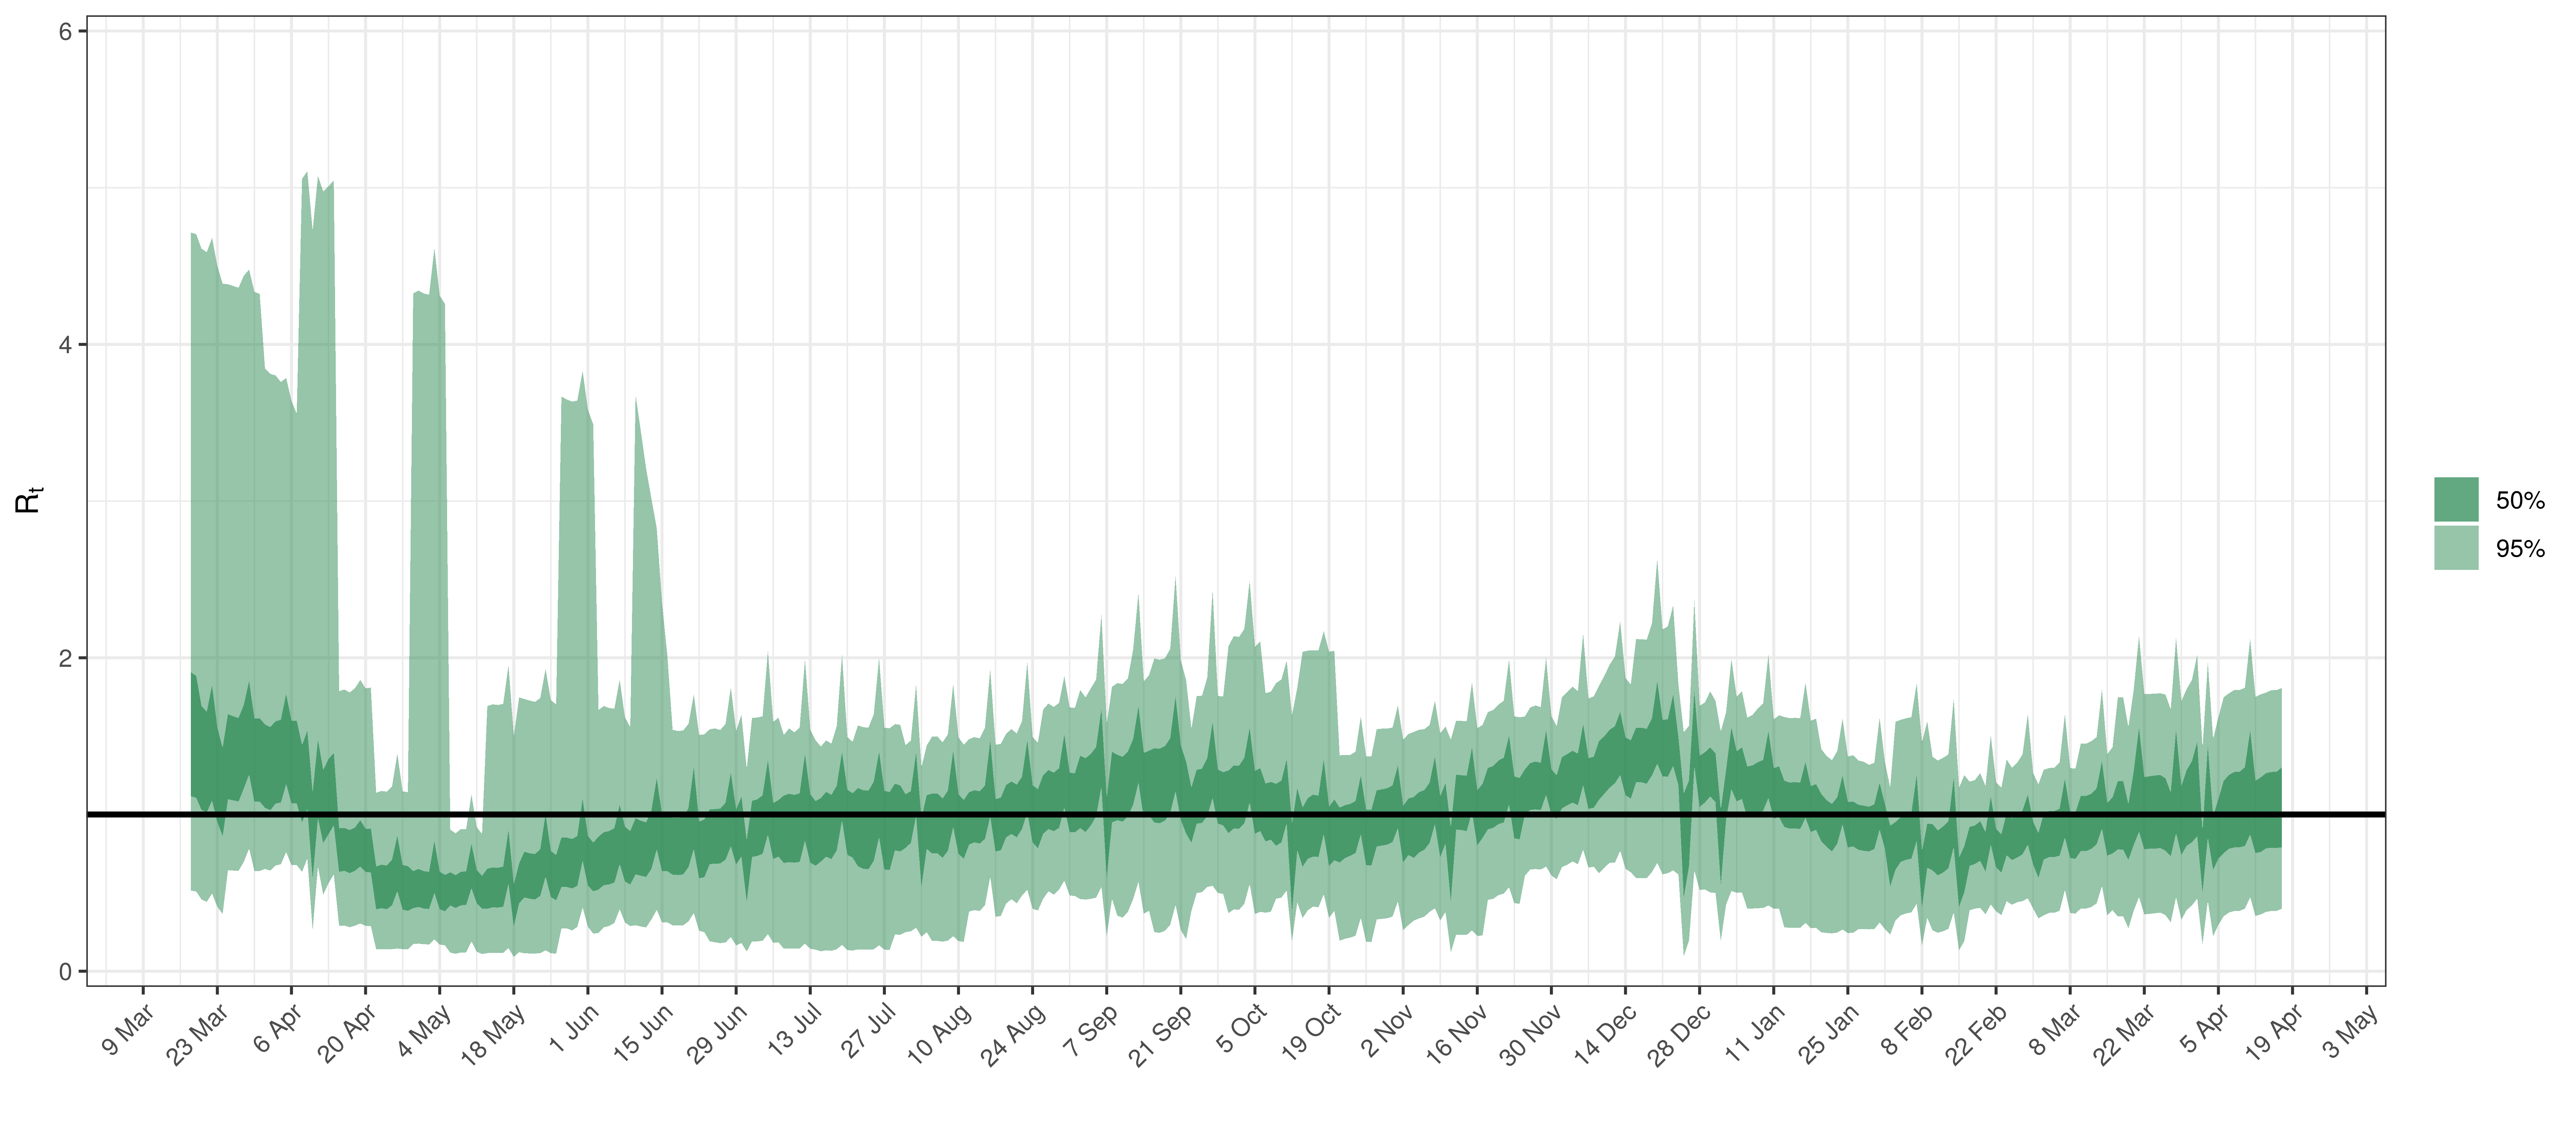 6
4
2
0
Rt
50%
95%
9 Mar
23 Mar
6 Apr
20 Apr
4 May
18 May
1 Jun
15 Jun
29 Jun
13 Jul
27 Jul
10 Aug
24 Aug
7 Sep
21 Sep
5 Oct
19 Oct
2 Nov
16 Nov
30 Nov
14 Dec
28 Dec
11 Jan
25 Jan
8 Feb
22 Feb
8 Mar
22 Mar
5 Apr
19 Apr
3 May